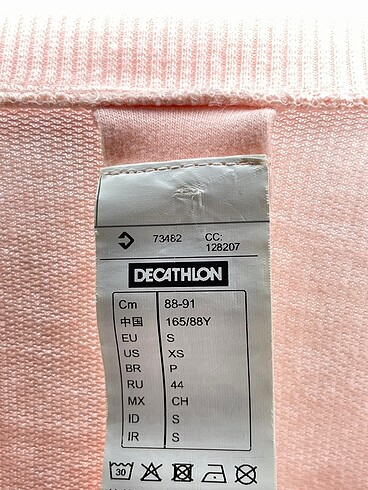 73482 CC: 128207
DECATHLON
Cm 88-91
中国 165/88Y
EU S
US XS
BR P
RU 44
MX CH
ID S
IR S
30